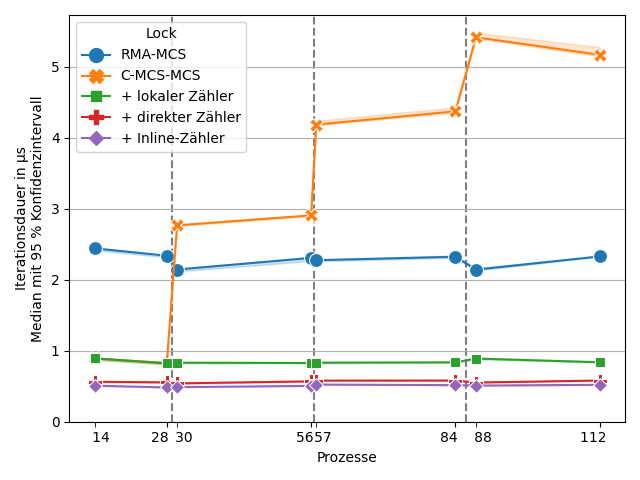 Lock
RMA-MCS
C-MCS-MCS
+ lokaler Zähler
+ direkter Zähler
+ Inline-Zähler
Iterationsdauer in µs
Median mit 95 % Konfidenzintervall
5
4
3
2
1
0
14 28 30 56 57 84 88 112
Prozesse